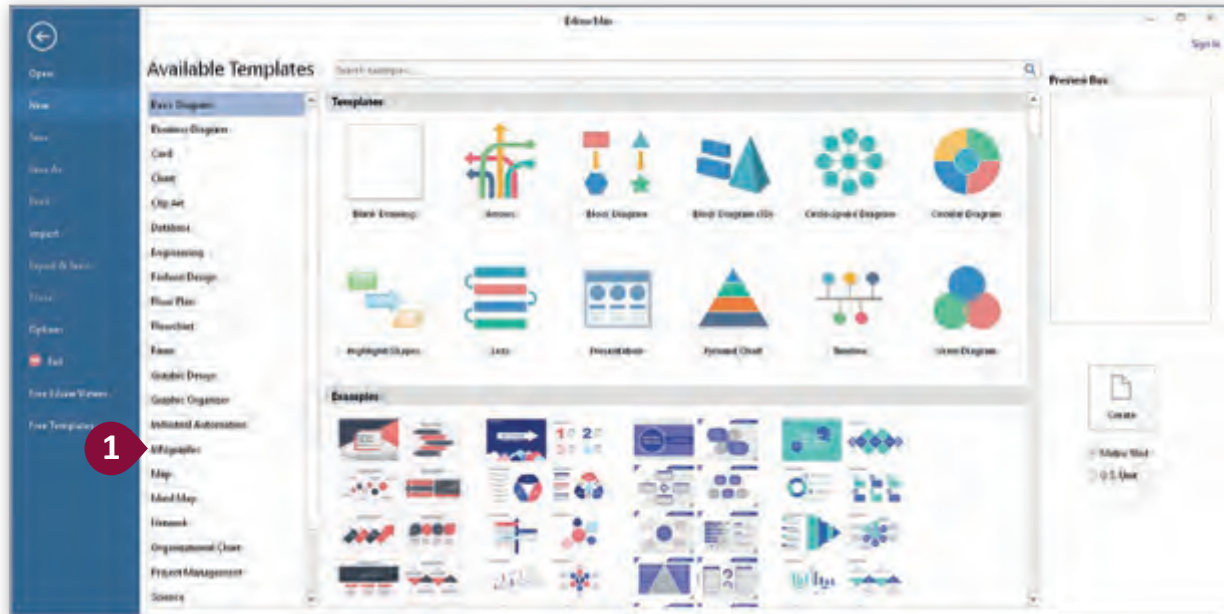 Edraw Max
Sign In
Open
New
Save
Save As
Print
Import
Export & Send
Close
Options
Exit
Free Edraw Viewer
Free Templates
1
Available Templates
Basic Diagram
Business Diagram
Card
Chart
Clip Art
Database
Engineering
Fashion Design
Floor Plan
Flowchart
Form
Graphic Design
Graphic Organizer
Industrial Automation
Infographic
Map
Mind Map
Network
Organizational Chart
Project Management
Science
Templates
Blank Drawing
Arrows
Block Diagram
Block Diagram (3D)
Circle-Spoke Diagram
Circular Diagram
Highlight Shapes
Lists
Presentation
Pyramid Chart
Timeline
Venn Diagram
Examples
Preview Box
Create
Metric Unit
U.S. Unit